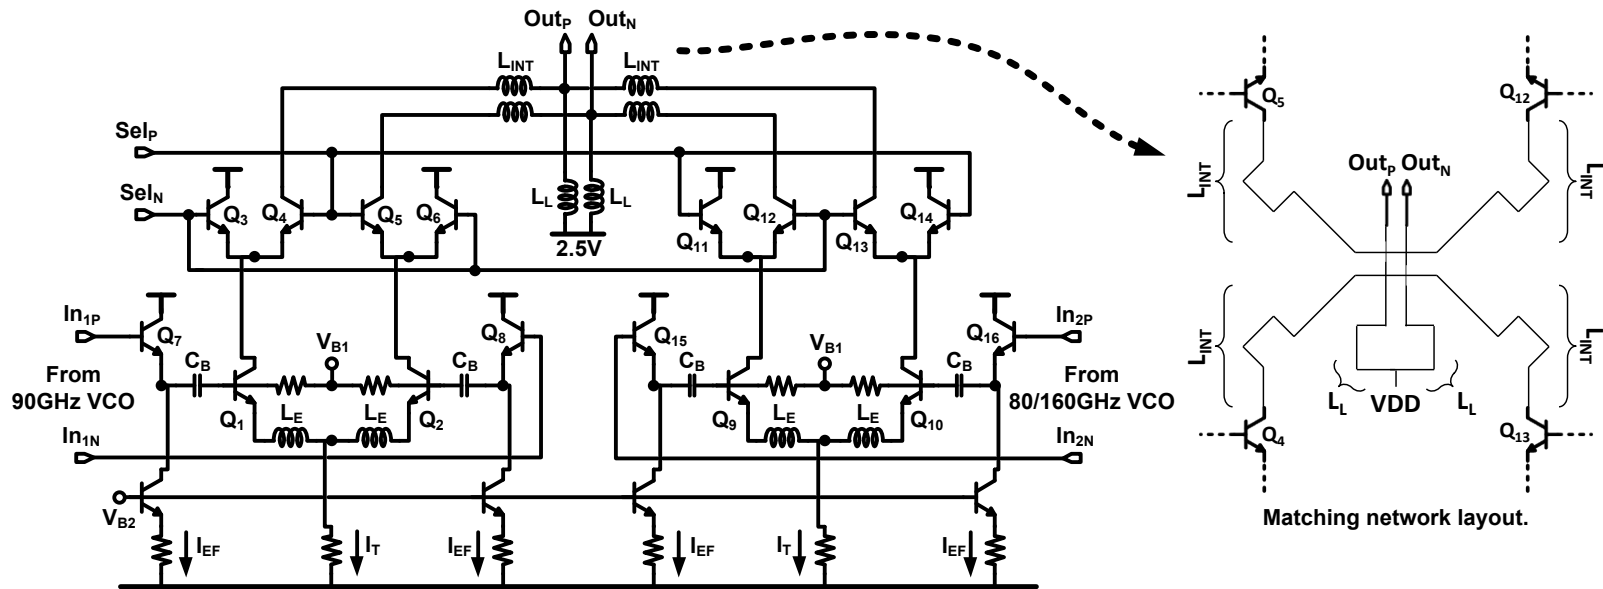 Out_P Out_N
L_INT L_INT
Sel_P
Sel_N
Q_3 Q_4 Q_5 Q_6 L_L L_L Q_11 Q_12 Q_13 Q_14
2.5V
In_1P Q_7 C_B V_B1 C_B Q_8 Q_15 C_B V_B1 C_B Q_16 In_2P
From
90GHz VCO
From
80/160GHz VCO
Q_1 L_E L_E Q_2 Q_9 L_E L_E Q_10
In_1N In_2N
V_B2
I_EF I_T I_EF I_EF I_T I_EF
Q_5 Q_12
L_INT Out_P Out_N L_INT
L_INT L_INT
L_L VDD L_L
Q_4 Q_13
Matching network layout.